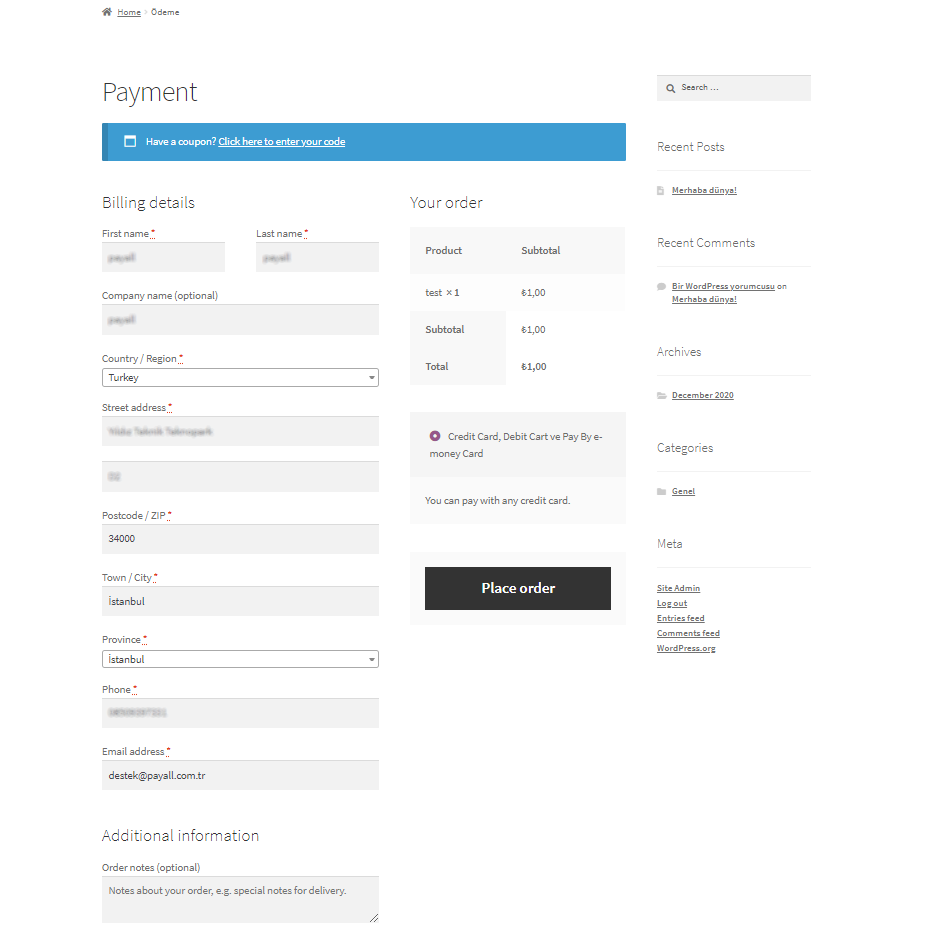 Home › Ödeme
Payment
Have a coupon? Click here to enter your code
Billing details
First name *
Last name *
Company name (optional)
Country / Region *
Turkey
Street address *
Postcode / ZIP *
34000
Town / City *
İstanbul
Province *
İstanbul
Phone *
Email address *
destek@payall.com.tr
Additional information
Order notes (optional)
Notes about your order, e.g. special notes for delivery.
Your order
Product Subtotal
test × 1 ₺1,00
Subtotal ₺1,00
Total ₺1,00
Credit Card, Debit Cart ve Pay By e-
money Card
You can pay with any credit card.
Place order
Search …
Recent Posts
Merhaba dünya!
Recent Comments
Bir WordPress yorumcusu on
Merhaba dünya!
Archives
December 2020
Categories
Genel
Meta
Site Admin
Log out
Entries feed
Comments feed
WordPress.org